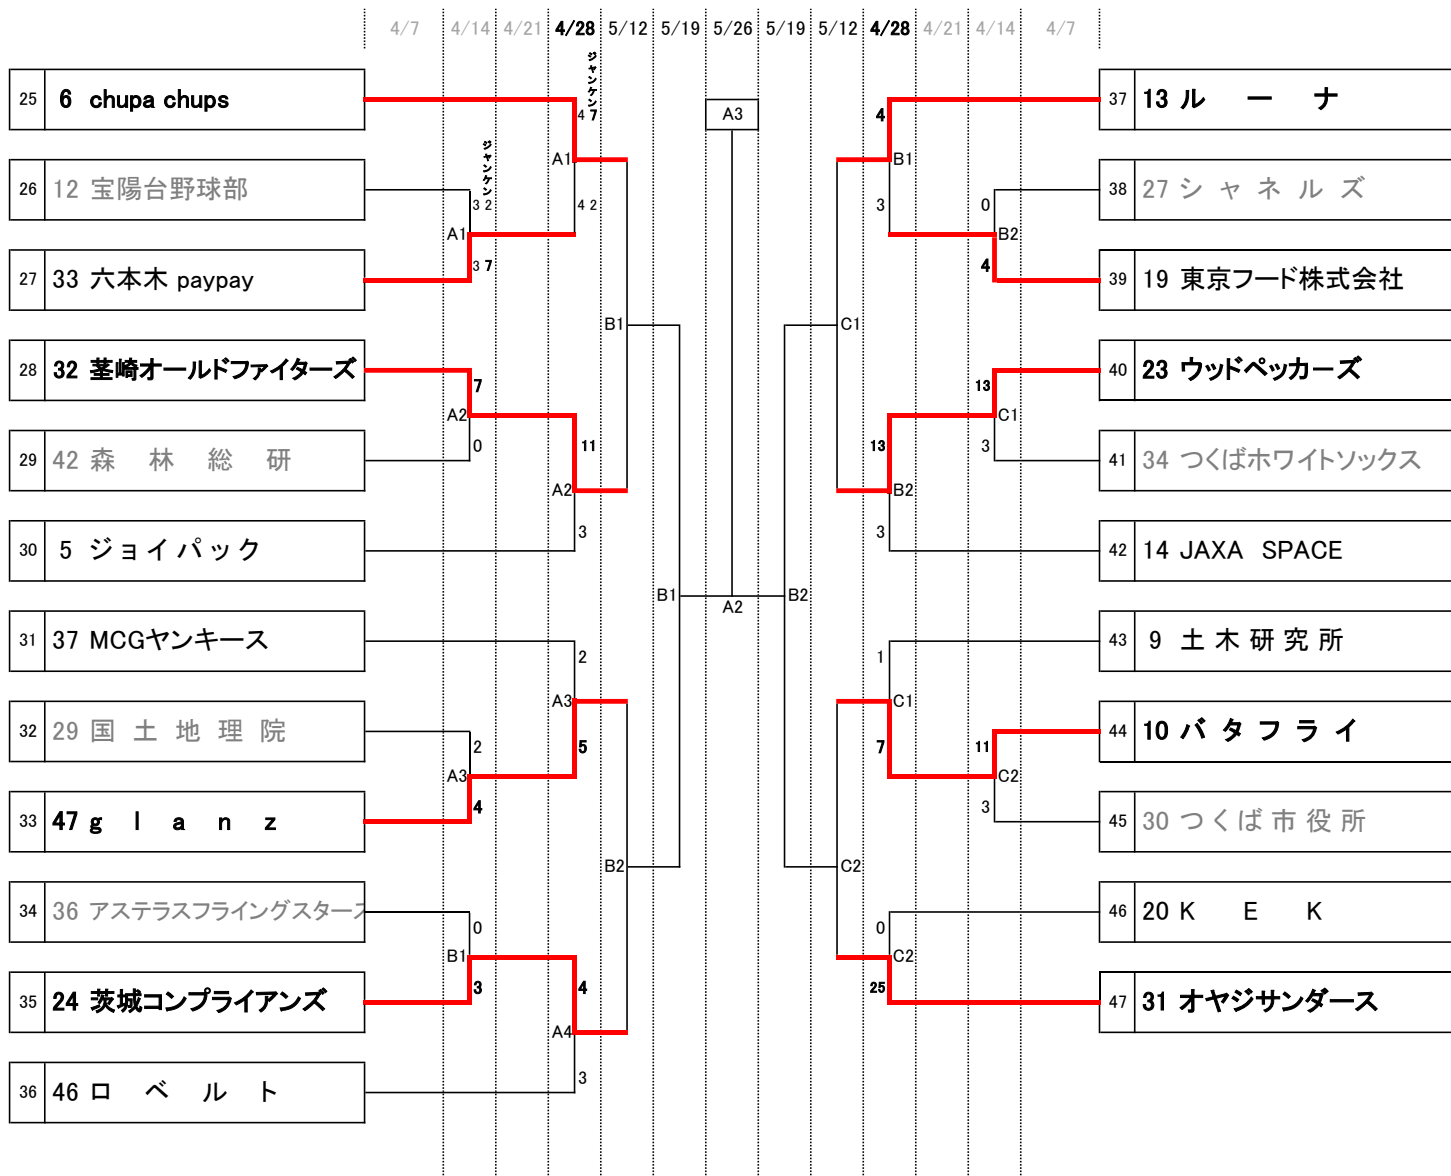 4/7 4/14 4/21 4/28 5/12 5/19 5/26 5/19 5/12 4/28 4/21 4/14 4/7
ジャンケン
25 6 chupa chups 4 7 A3 4 37 13 ルーナ
ジャンケン
A1 B1
26 12 宝陽台野球部 3 2 4 2 3 0 38 27 シャネルズ
A1 B2
27 33 六本木 paypay 3 7 4 39 19 東京フード株式会社
B1 C1
28 32 茎崎オールドファイターズ 7 13 40 23 ウッドペッカーズ
A2 C1
29 42 森林総研 0 11 13 3 41 34 つくばホワイトソックス
A2 B2
30 5 ジョイパック 3 3 42 14 JAXA SPACE
B1 A2 B2
31 37 MCGヤンキース 2 1 43 9 土木研究所
A3 C1
32 29 国土地理院 2 5 7 11 44 10 バタフライ
A3 C2
33 47 glanz 4 3 45 30 つくば市役所
B2 C2
34 36 アステラスフライングスターズ 0 0 46 20 KEK
B1 C2
35 24 茨城コンプライアンズ 3 4 25 47 31 オヤジサンダース
A4
36 46 ロベルト 3